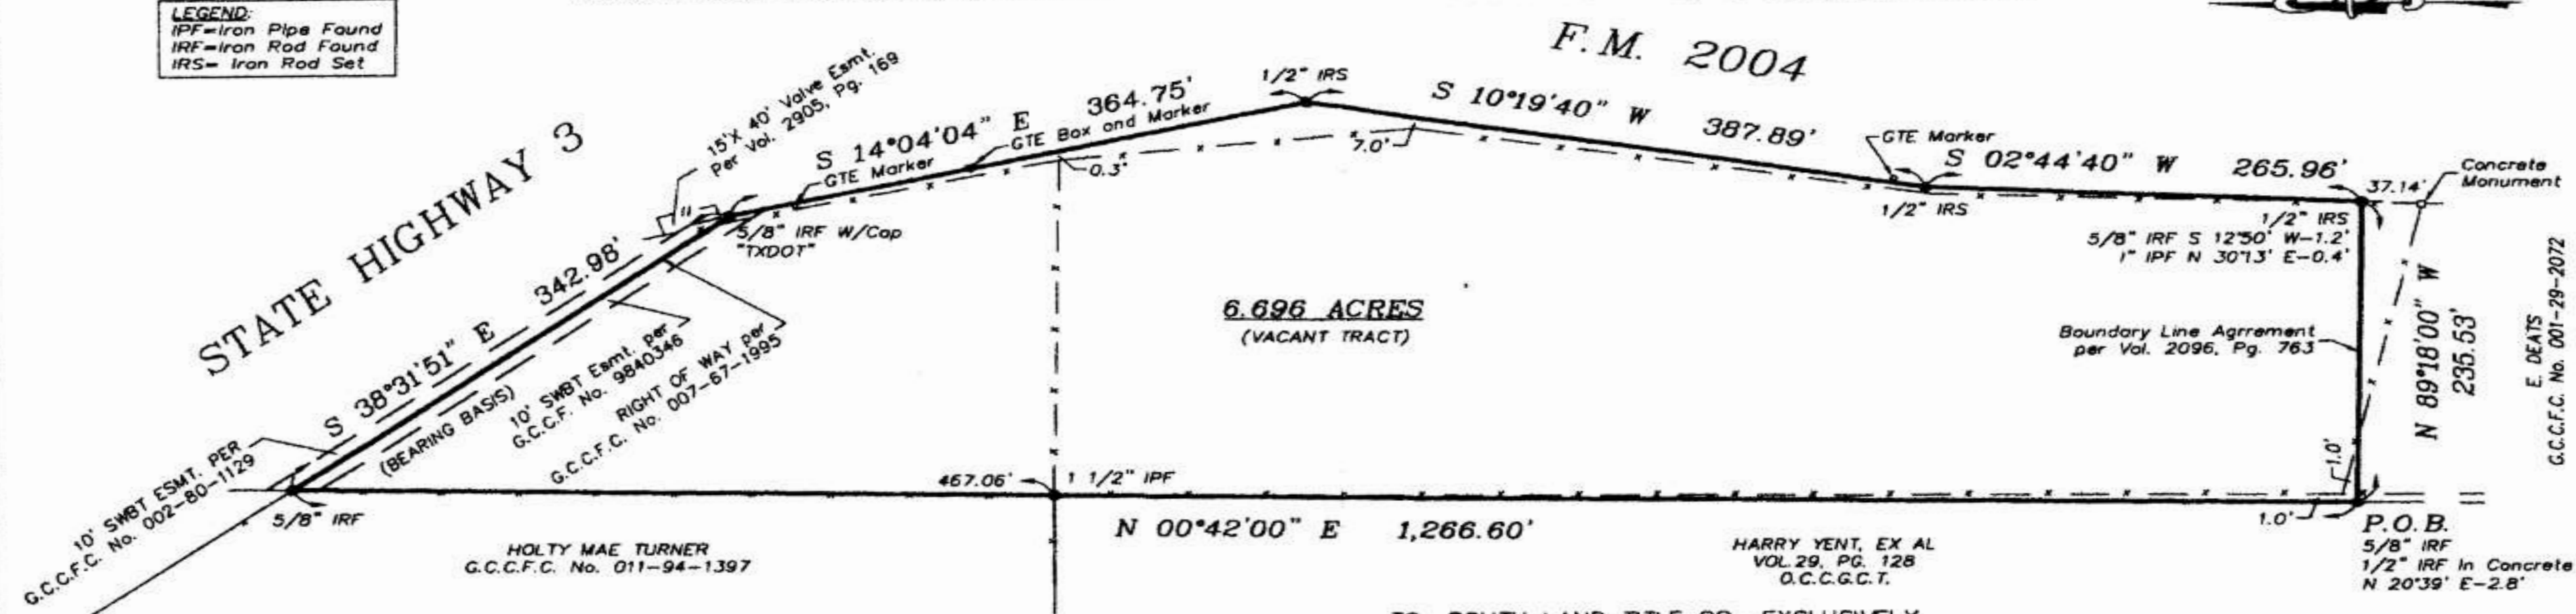 LEGEND:
IPF=Iron Pipe Found
IRF=Iron Rod Found
IRS= Iron Rod Set
STATE HIGHWAY 3
F.M. 2004
15'X 40' Valve Esmt.
Per Vol. 2905, Pg. 169
S 14°04'04" E 364.75'
GTE Marker
GTE Box and Marker
1/2" IRS
S 10°19'40" W 387.89'
GTE Marker
S 02°44'40" W 265.96'
37.14'
Concrete
Monument
0.3'
7.0'
1/2" IRS
1/2" IRS
5/8" IRF S 12°50' W-1.2'
1" IPF N 30°13' E-0.4'
5/8" IRF W/Cap
"TXDOT"
S 38°31'51" E 342.98'
(BEARING BASIS)
10' SWBT Esmt. per
G.C.C.F. No. 9840346
RIGHT OF WAY per
G.C.C.F.C. No. 007-67-1995
10' SWBT ESMT. PER
G.C.C.F.C. No. 002-80-1129
6.696 ACRES
(VACANT TRACT)
Boundary Line Agrrement
per Vol. 2096, Pg. 763
N 89°18'00" W
235.53'
E. DEATS
G.C.C.F.C. No. 001-29-2072
5/8" IRF
467.06'
1 1/2" IPF
N 00°42'00" E 1,266.60'
1.0'
1.0'
P.O.B.
5/8" IRF
1/2" IRF In Concrete
N 20°39' E-2.8'
HOLTY MAE TURNER
G.C.C.F.C. No. 011-94-1397
HARRY YENT, EX AL
VOL.29, PG. 128
O.C.C.G.C.T.